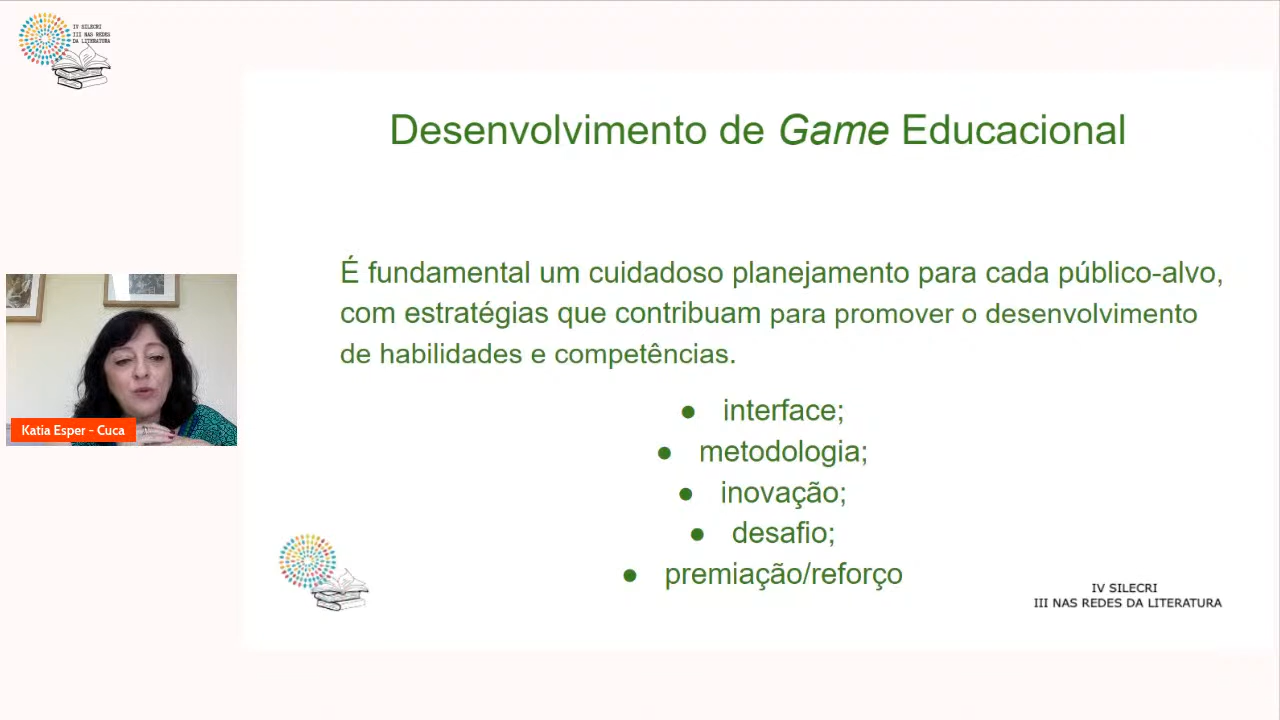 IV SILECRI
III NAS REDES
DA LITERATURA
Desenvolvimento de Game Educacional
É fundamental um cuidadoso planejamento para cada público-alvo,
com estratégias que contribuam para promover o desenvolvimento
de habilidades e competências.
● interface;
● metodologia;
● inovação;
● desafio;
● premiação/reforço
Katia Esper - Cuca
IV SILECRI
III NAS REDES DA LITERATURA